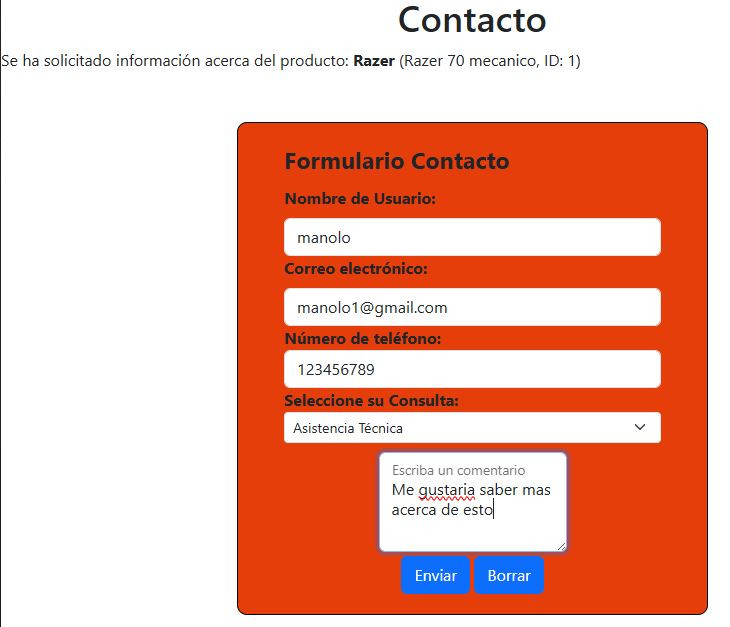 Contacto
Se ha solicitado información acerca del producto: Razer (Razer 70 mecanico, ID: 1)
Formulario Contacto
Nombre de Usuario:
manolo
Correo electrónico:
manolo1@gmail.com
Número de teléfono:
123456789
Seleccione su Consulta:
Asistencia Técnica
Escriba un comentario
Me gustaria saber mas
acerca de esto
Enviar Borrar